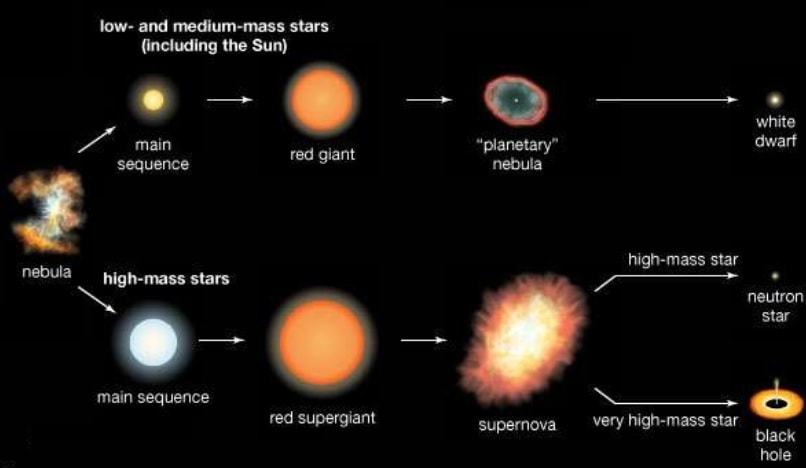 low- and medium-mass stars
(including the Sun)
main
sequence
red giant
"planetary"
nebula
white
dwarf
nebula
high-mass stars
main sequence
red supergiant
supernova
high-mass star
neutron
star
very high-mass star
black
hole